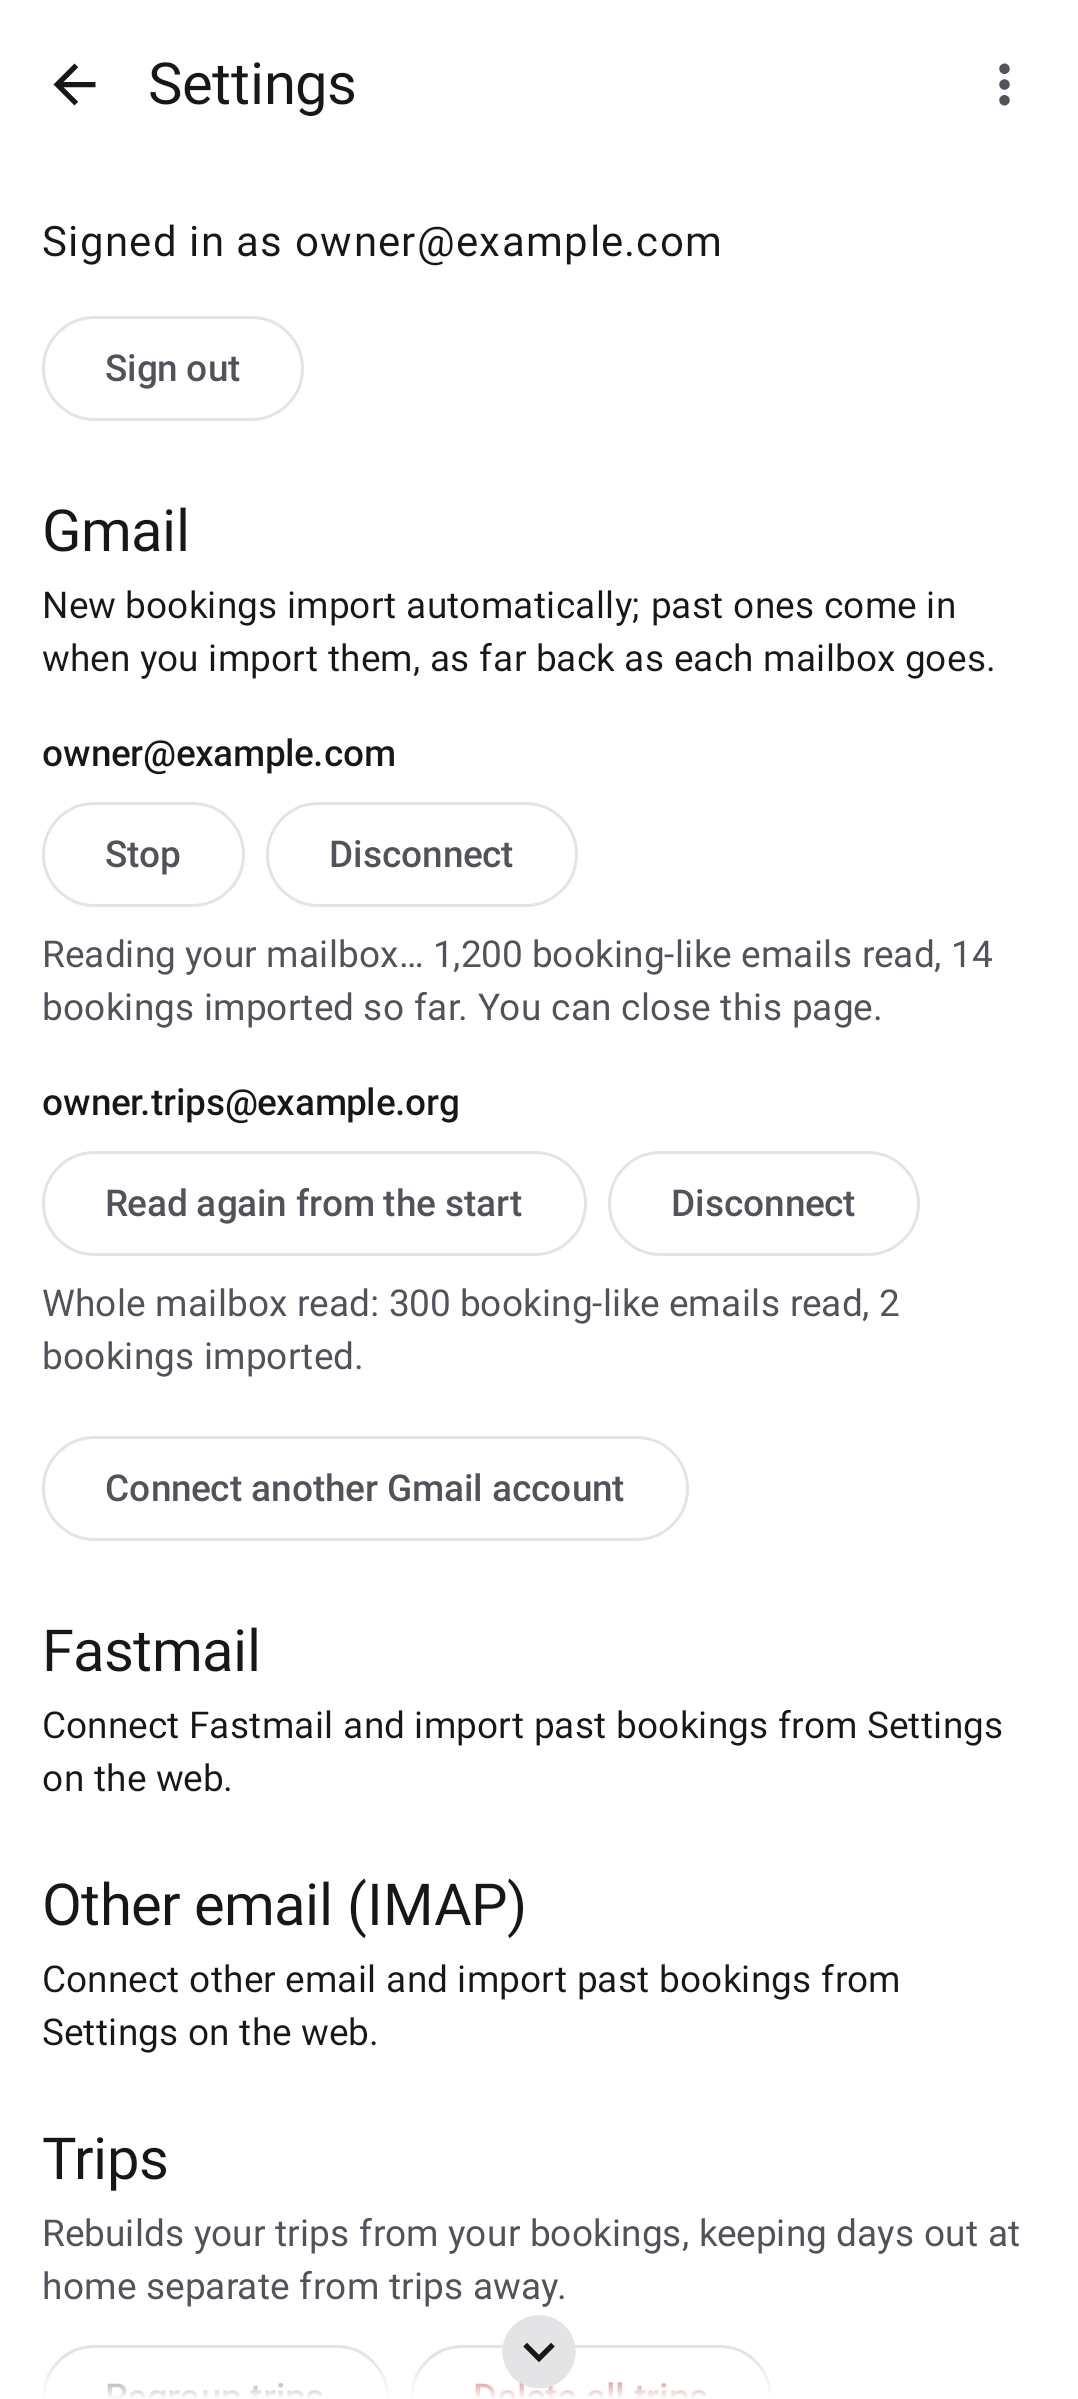 Settings
Signed in as owner@example.com
Sign out
Gmail
New bookings import automatically; past ones come in
when you import them, as far back as each mailbox goes.
owner@example.com
Stop
Disconnect
Reading your mailbox... 1,200 booking-like emails read, 14
bookings imported so far. You can close this page.
owner.trips@example.org
Read again from the start
Disconnect
Whole mailbox read: 300 booking-like emails read, 2
bookings imported.
Connect another Gmail account
Fastmail
Connect Fastmail and import past bookings from Settings
on the web.
Other email (IMAP)
Connect other email and import past bookings from
Settings on the web.
Trips
Rebuilds your trips from your bookings, keeping days out at
home separate from trips away.
Regroup trips
Delete all trips